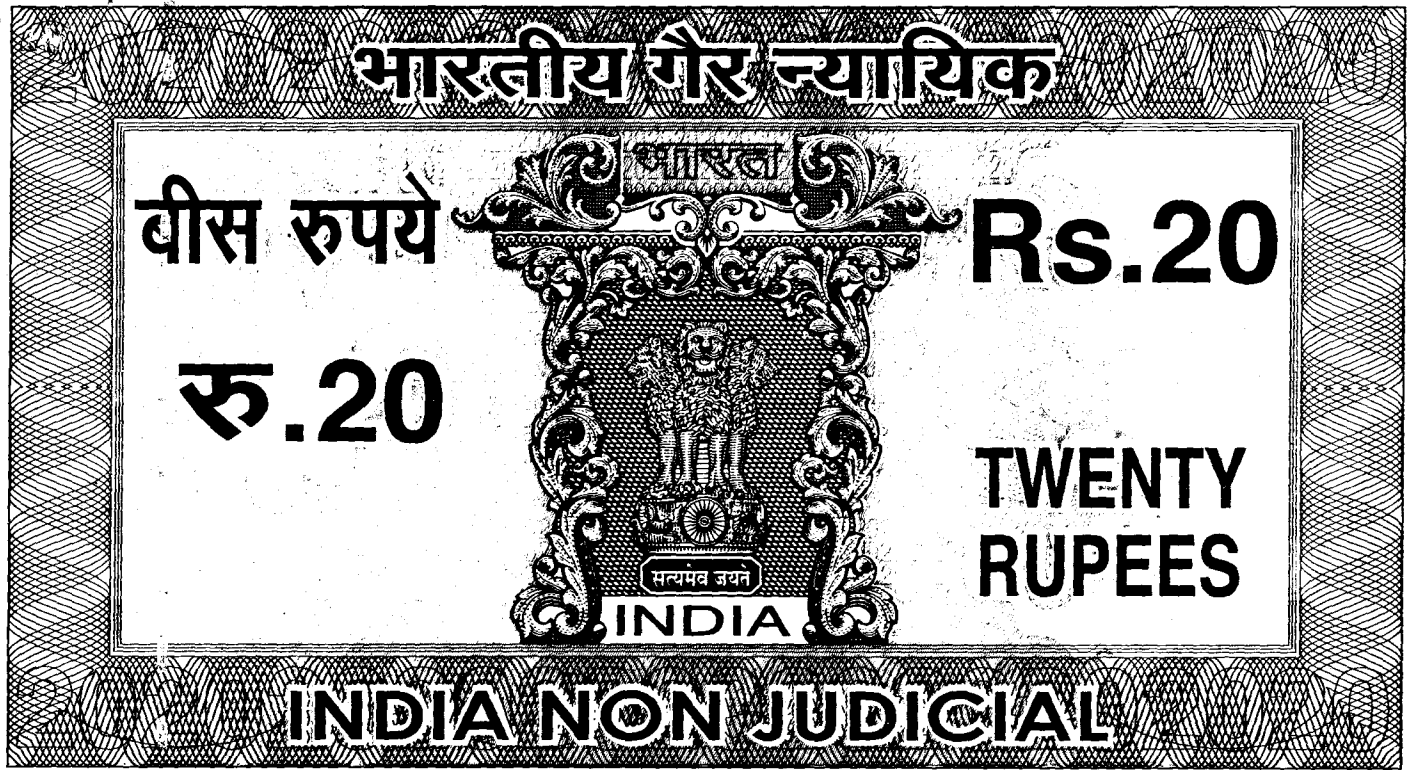 भारतीय गैर न्यायिक
भारत
वीस रुपये
Rs.20
रु.20
TWENTY
RUPEES
सत्यमेव जयते
INDIA
INDIA NON JUDICIAL